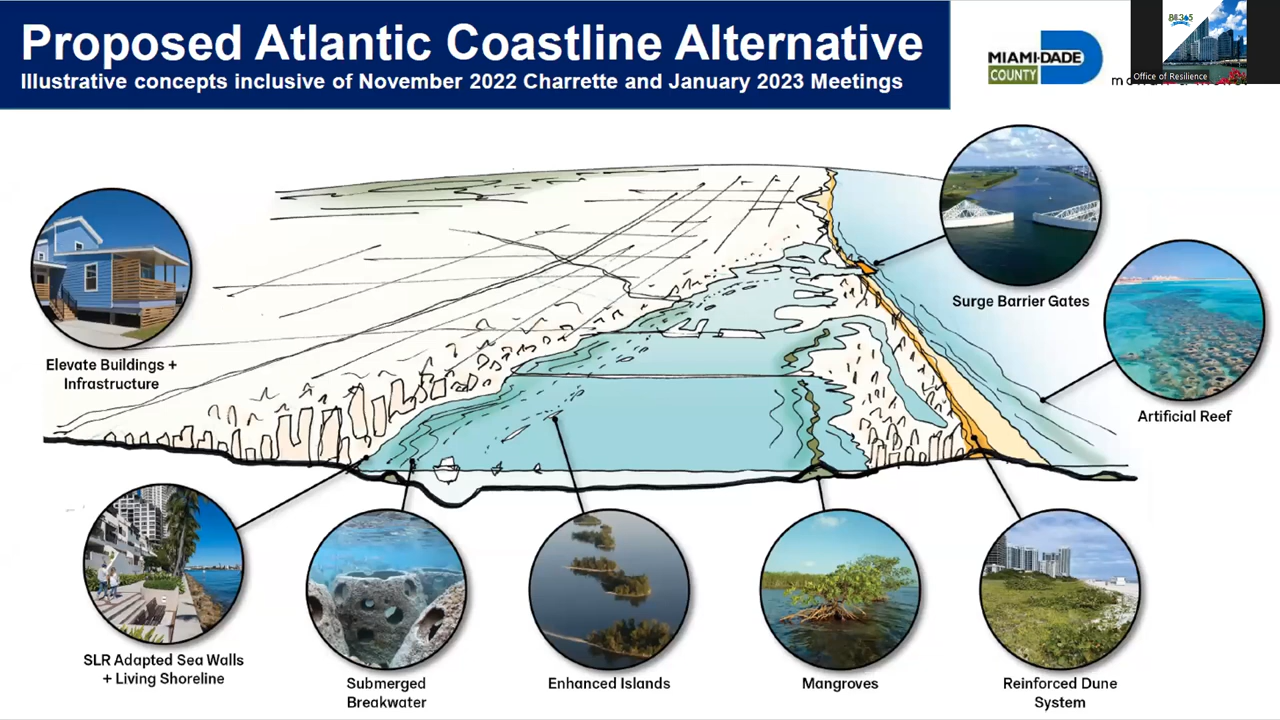 Proposed Atlantic Coastline Alternative
Illustrative concepts inclusive of November 2022 Charrette and January 2023 Meetings
MIAMI-DADE
COUNTY
Office of Resilience
Surge Barrier Gates
Elevate Buildings +
Infrastructure
Artificial Reef
SLR Adapted Sea Walls
+ Living Shoreline
Submerged
Breakwater
Enhanced Islands
Mangroves
Reinforced Dune
System